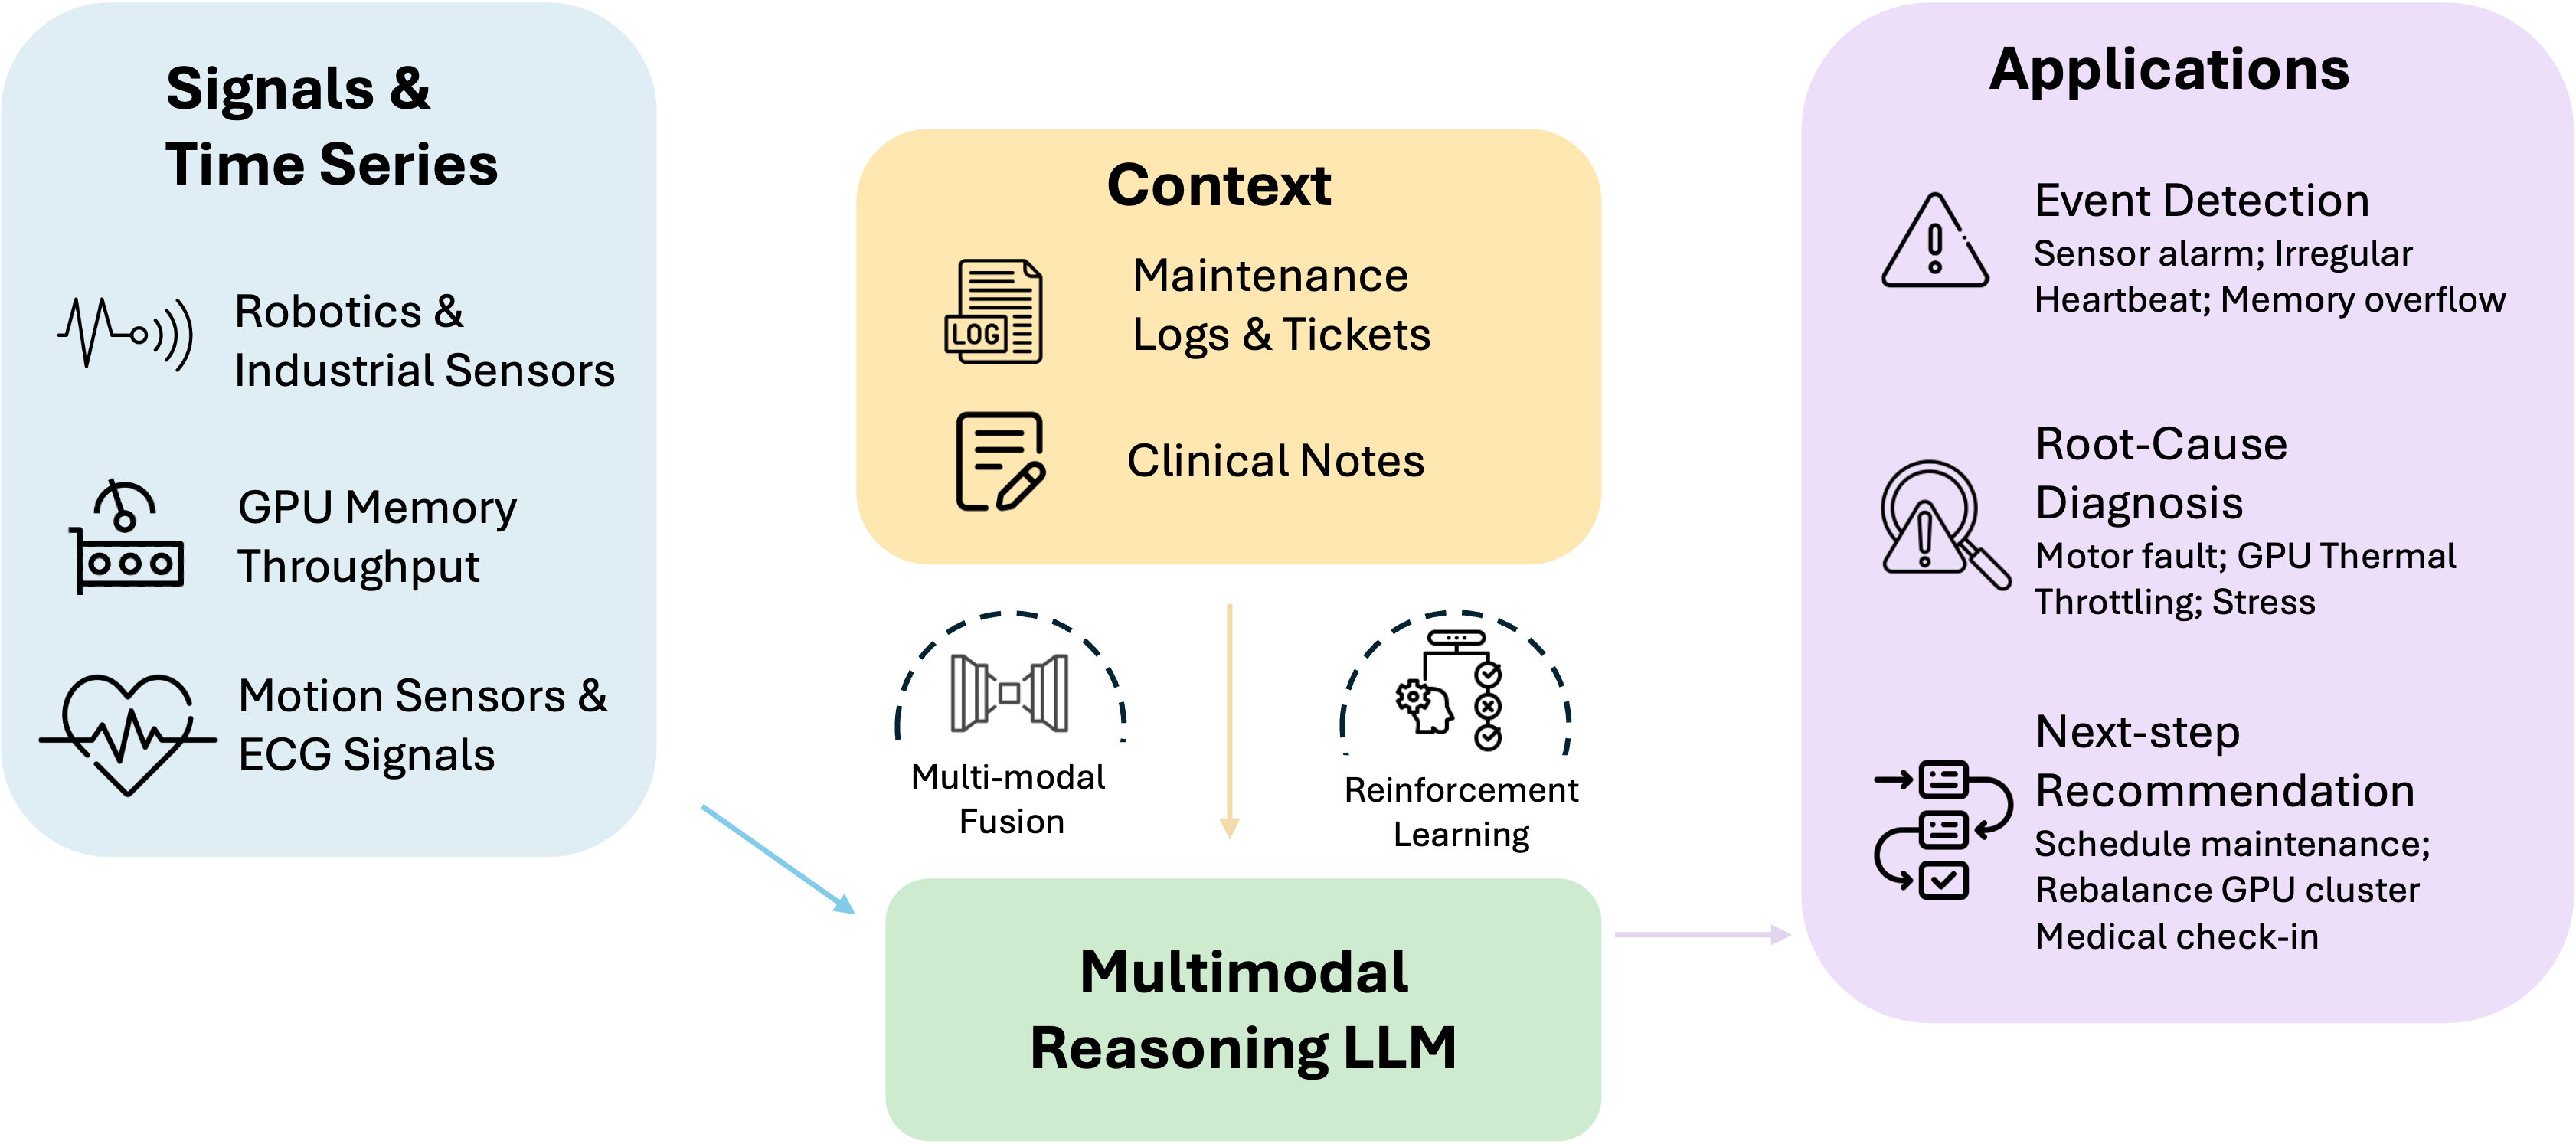 Signals &
Time Series
Robotics &
Industrial Sensors
GPU Memory
Throughput
Motion Sensors &
ECG Signals
Context
LOG
Maintenance
Logs & Tickets
Clinical Notes
Multi-modal
Fusion
Reinforcement
Learning
Multimodal
Reasoning LLM
Applications
Event Detection
Sensor alarm; Irregular
Heartbeat; Memory overflow
Root-Cause
Diagnosis
Motor fault; GPU Thermal
Throttling; Stress
Next-step
Recommendation
Schedule maintenance;
Rebalance GPU cluster
Medical check-in